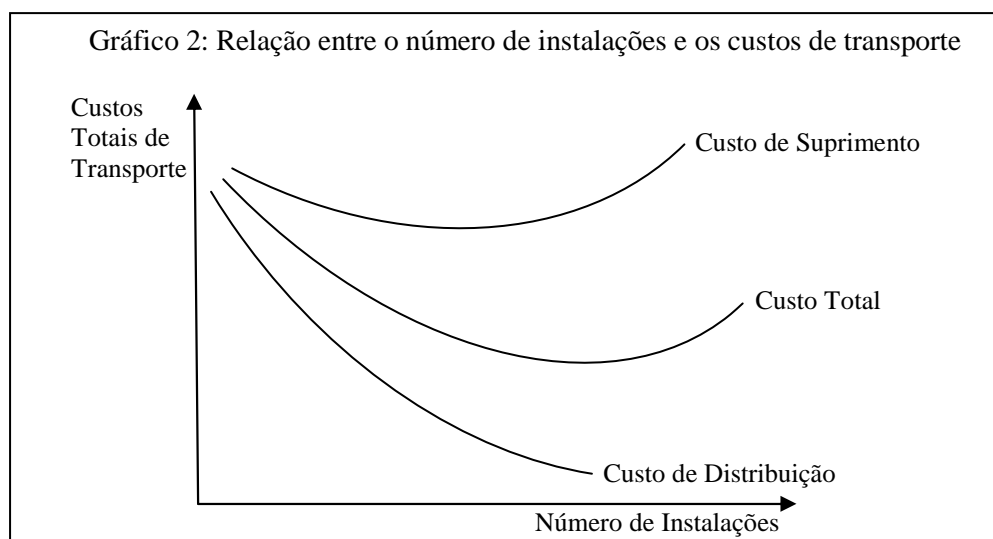 Gráfico 2: Relação entre o número de instalações e os custos de transporte
Custos
Totais de
Transporte
Custo de Suprimento
Custo Total
Custo de Distribuição
Número de Instalações